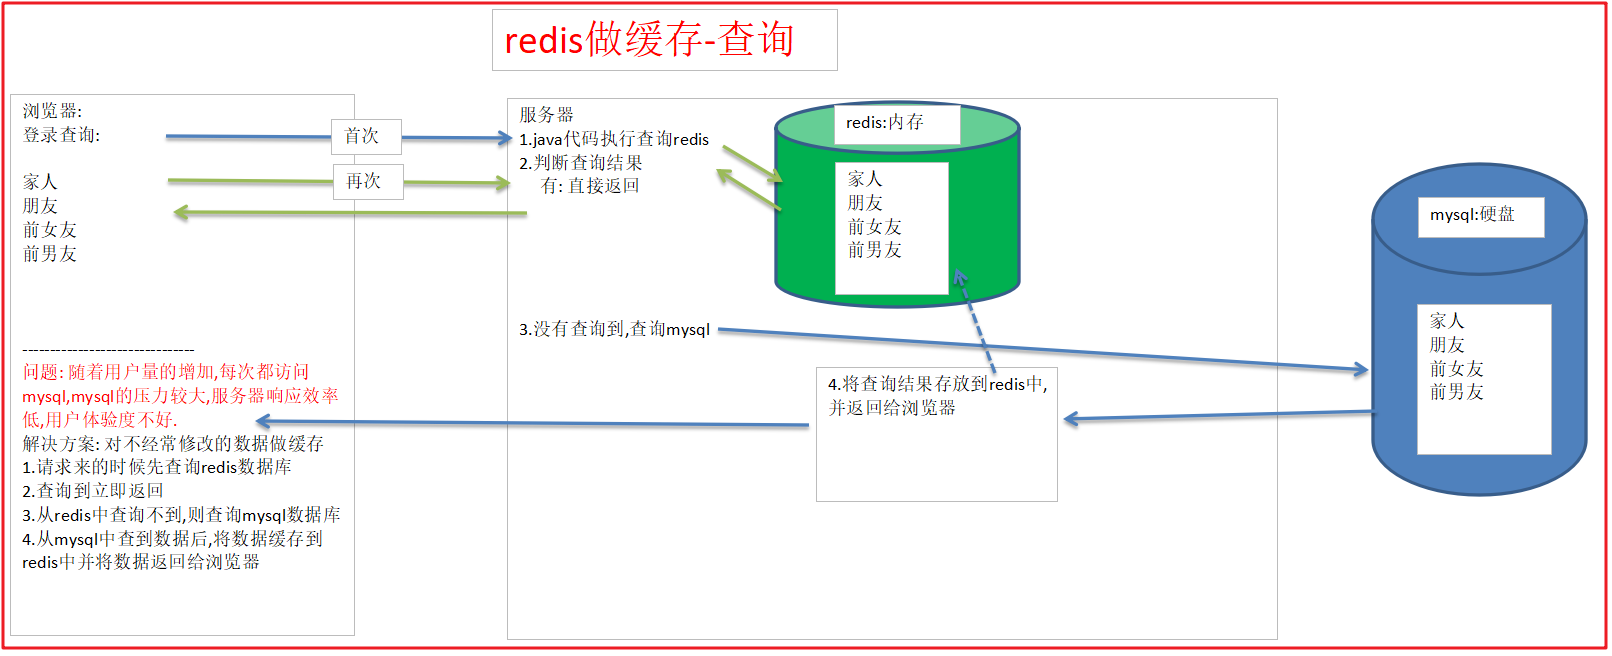 redis做缓存-查询
浏览器:
登录查询:
家人
朋友
前女友
前男友
-------------------------------
问题: 随着用户量的增加,每次都访问
mysql,mysql的压力较大,服务器响应效率
低,用户体验度不好.
解决方案: 对不经常修改的数据做缓存
1.请求来的时候先查询redis数据库
2.查询到立即返回
3.从redis中查询不到,则查询mysql数据库
4.从mysql中查到数据后,将数据缓存到
redis中并将数据返回给浏览器
首次
再次
服务器
1.java代码执行查询redis
2.判断查询结果
有: 直接返回
3.没有查询到,查询mysql
redis:内存
家人
朋友
前女友
前男友
4.将查询结果存放到redis中,
并返回给浏览器
mysql:硬盘
家人
朋友
前女友
前男友